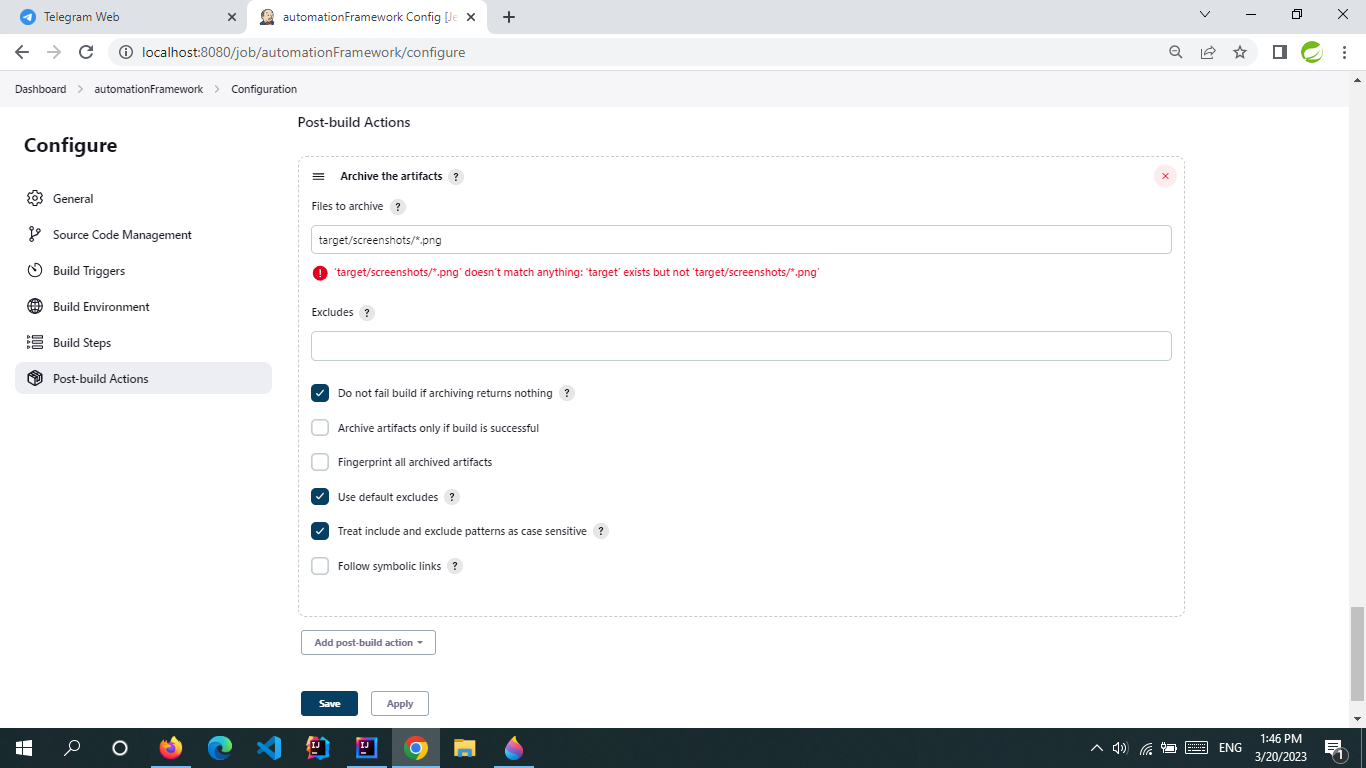 Telegram Web
automationFramework Config [Je
localhost:8080/job/automationFramework/configure
Dashboard
automationFramework
Configuration
Configure
General
Source Code Management
Build Triggers
Build Environment
Build Steps
Post-build Actions
Post-build Actions
Archive the artifacts ?
Files to archive ?
target/screenshots/*.png
'target/screenshots/*.png' doesn't match anything: 'target' exists but not 'target/screenshots/*.png'
Excludes ?
Do not fail build if archiving returns nothing ?
Archive artifacts only if build is successful
Fingerprint all archived artifacts
Use default excludes ?
Treat include and exclude patterns as case sensitive ?
Follow symbolic links ?
Add post-build action
Save
Apply
ENG
1:46 PM
3/20/2023
1